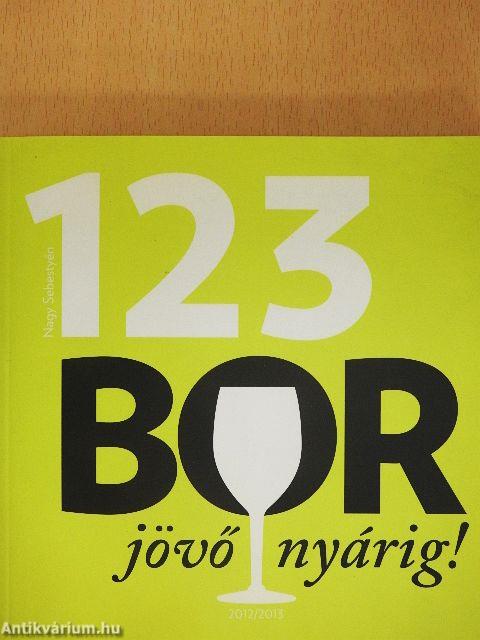 123
Nagy Sebestyén
BOR
jövő nyárig!
2012/2013
Antikvárium.hu